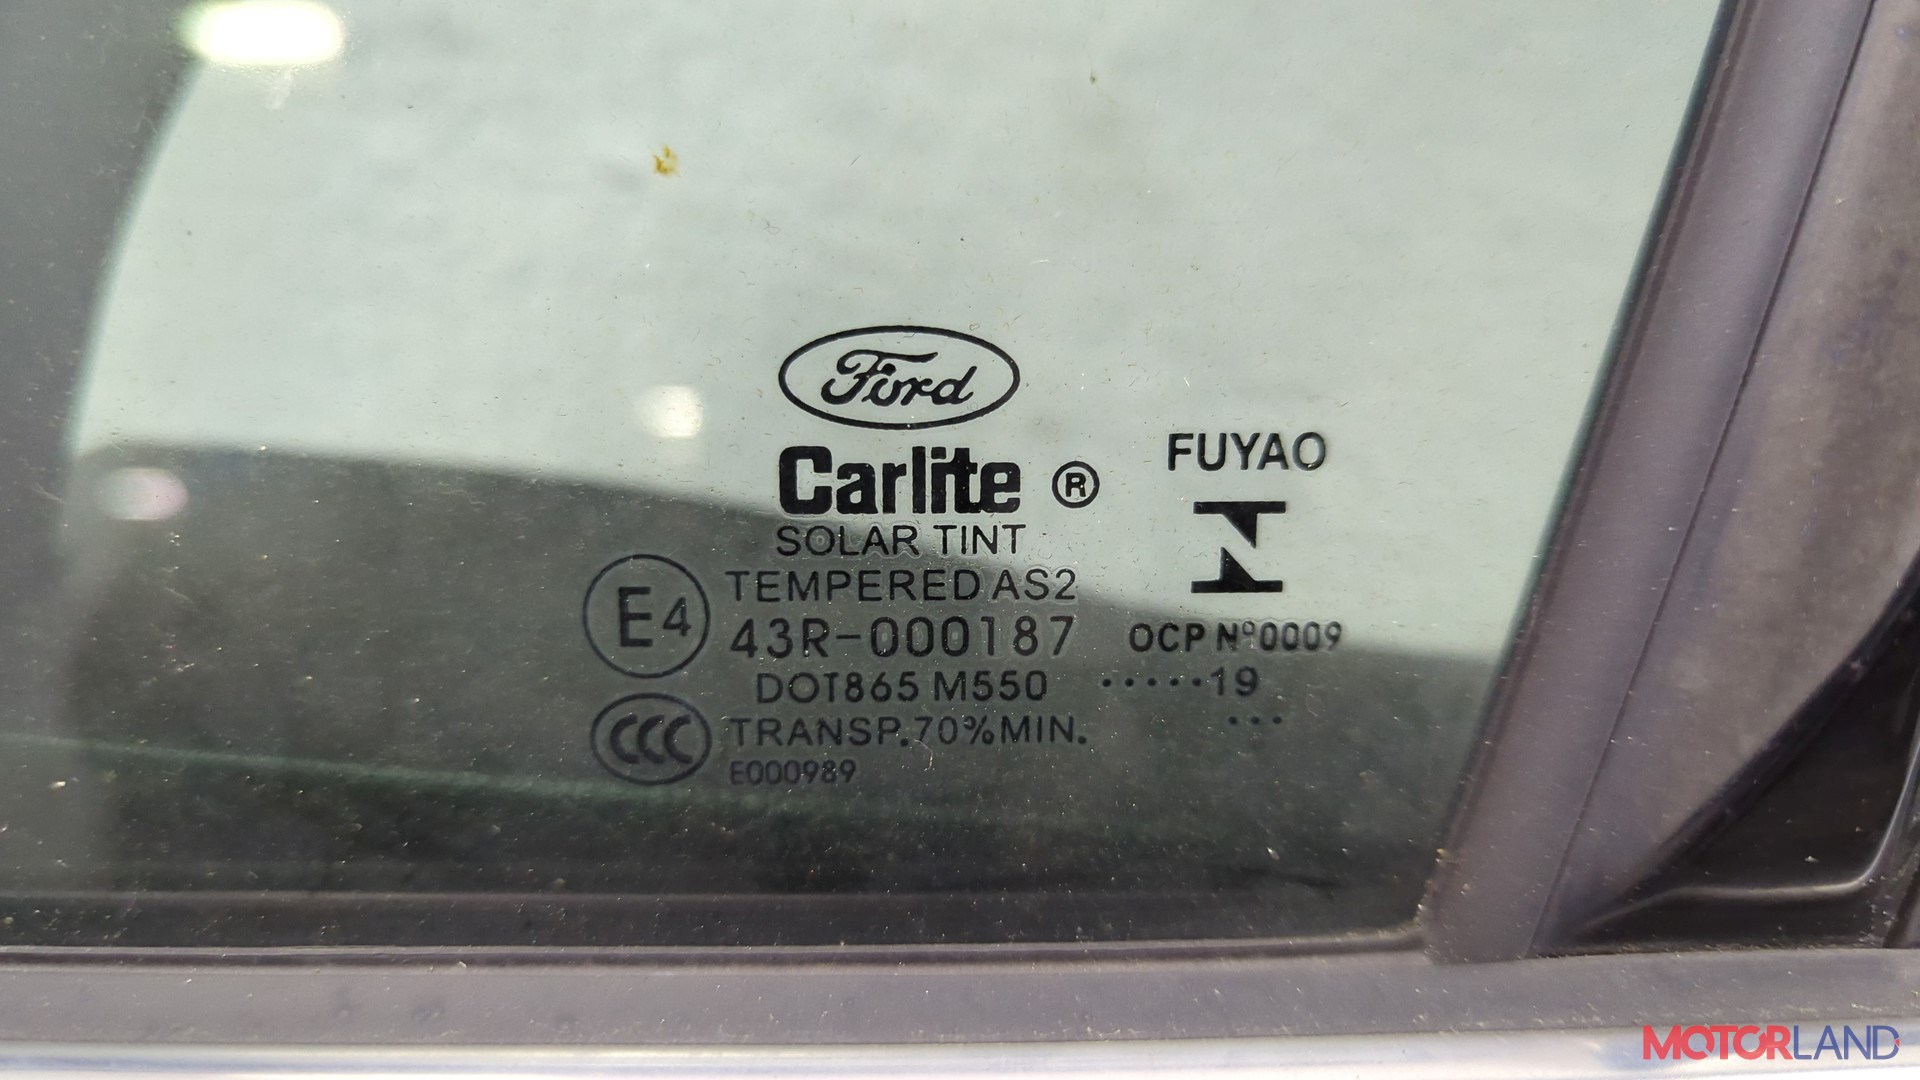 Ford
Carlite ®
SOLAR TINT
TEMPERED AS2
E4
43R-000187
DOT865 M550
CCC
TRANSP.70%MIN.
E000989
FUYAO
OCP Nº0009
·····19
···
MOTORLAND